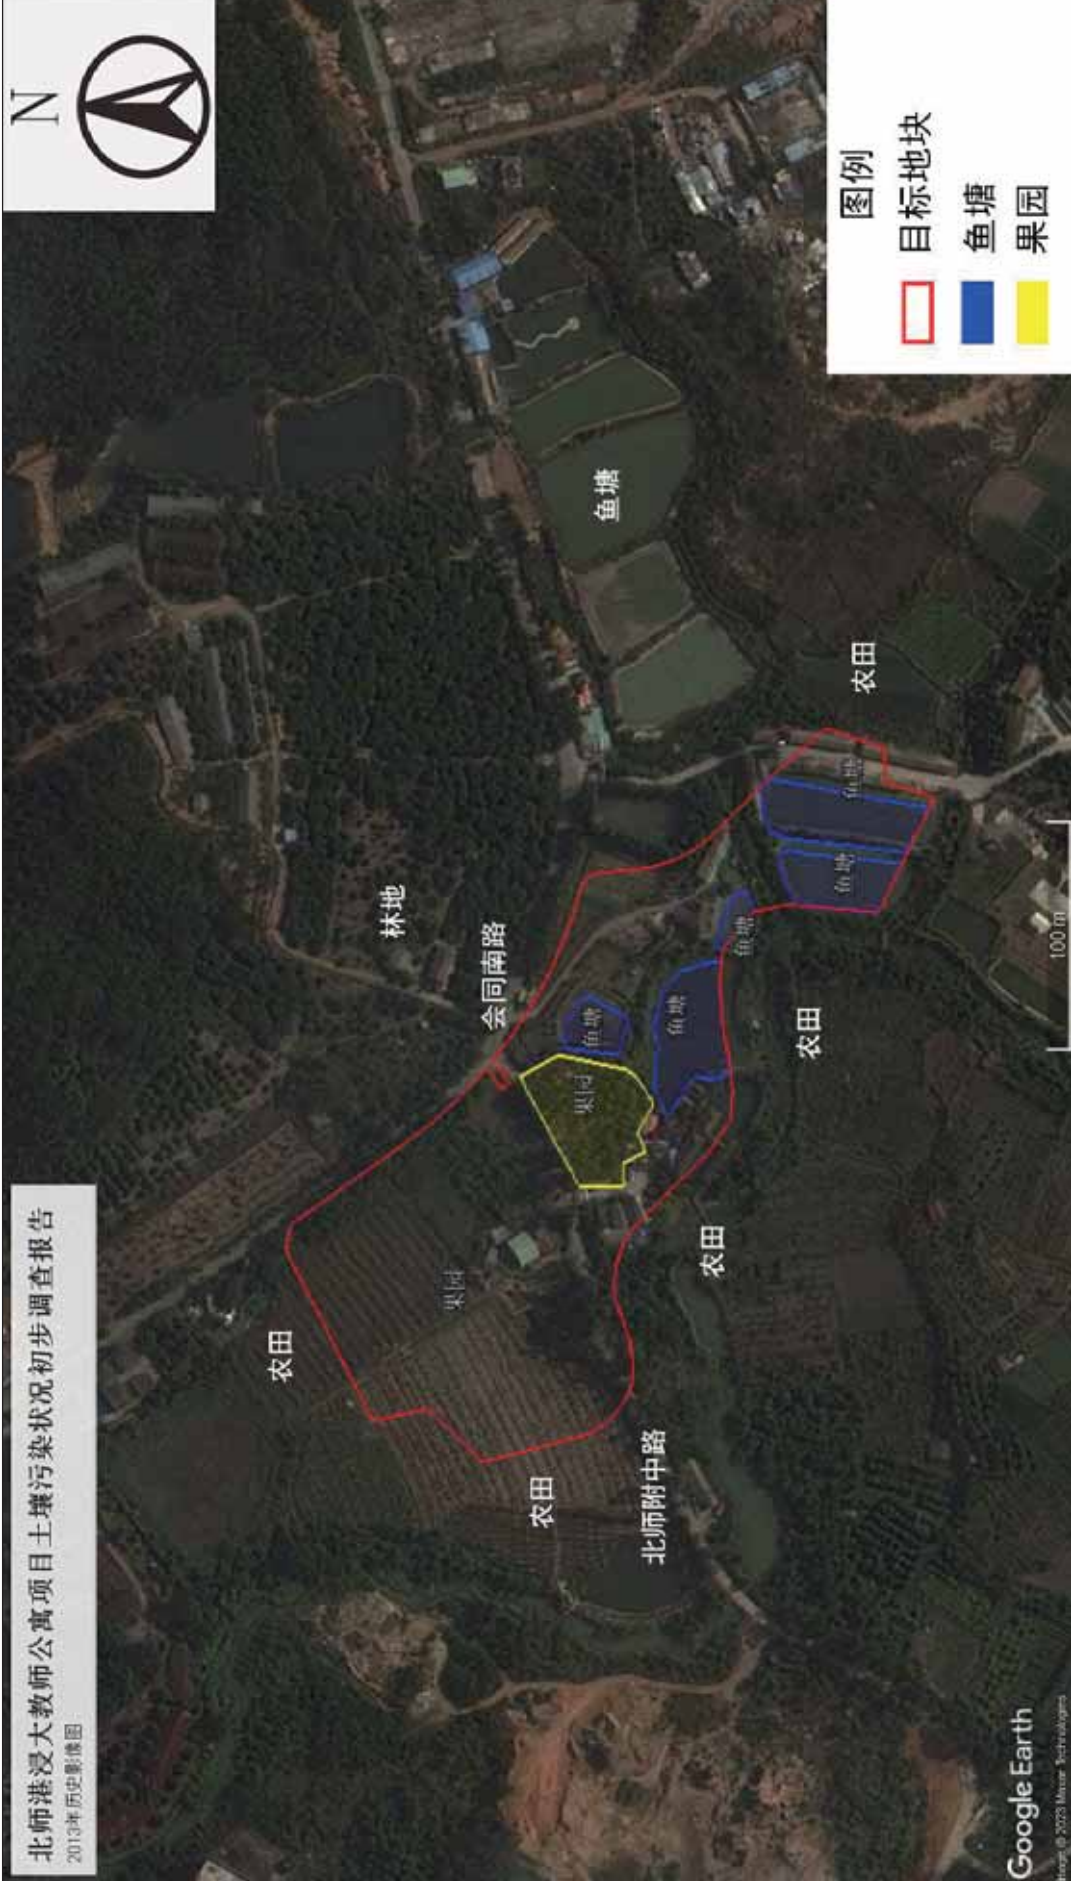 北师港浸大教师公寓项目土壤污染状况初步调查报告
2013年历史影像图
N
农田
果园
农田
北师附中路
农田
林地
会同南路
果园
鱼塘
鱼塘
鱼塘
农田
鱼塘
鱼塘
农田
鱼塘
图例
目标地块
鱼塘
果园
100 m
Google Earth
Image © 2023 Maxar Technologies